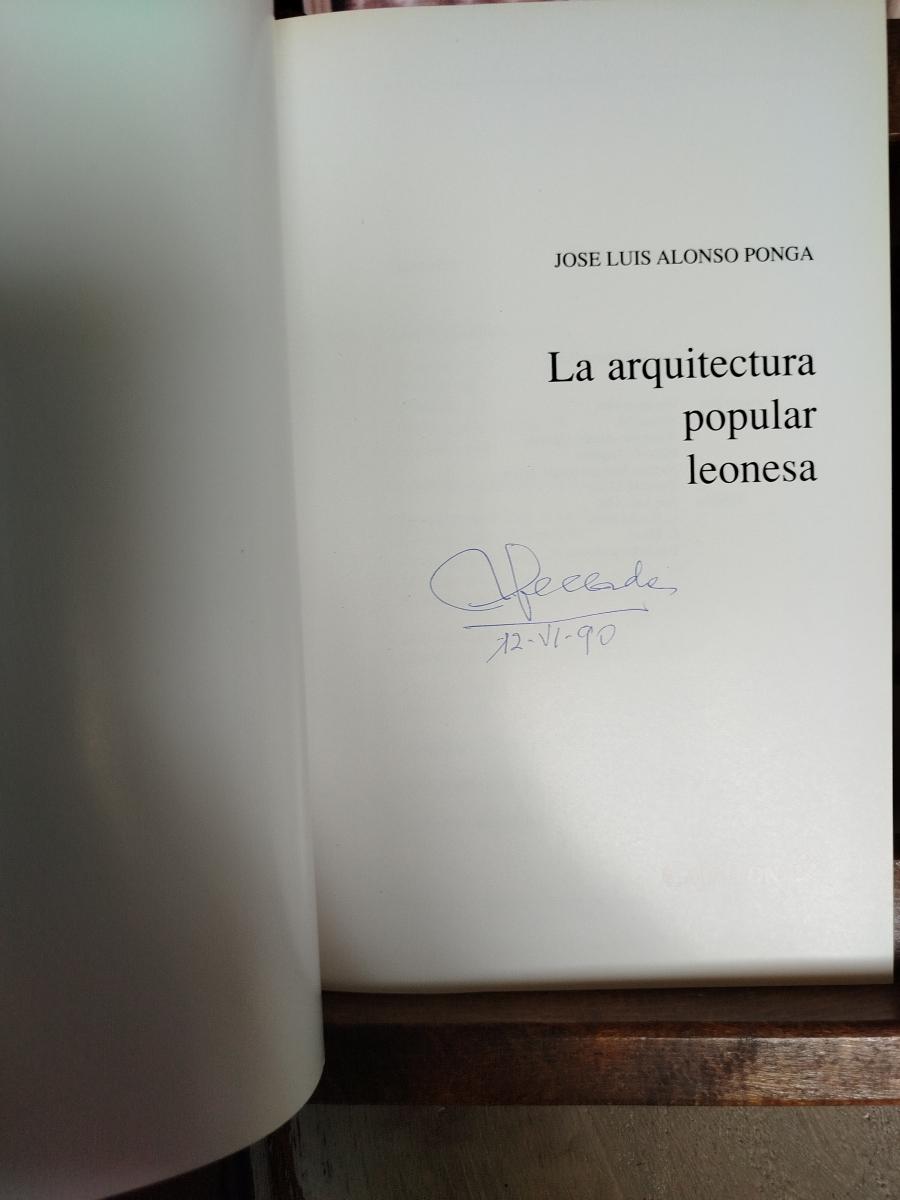 JOSE LUIS ALONSO PONGA
La arquitectura
popular
leonesa
12-VI-90